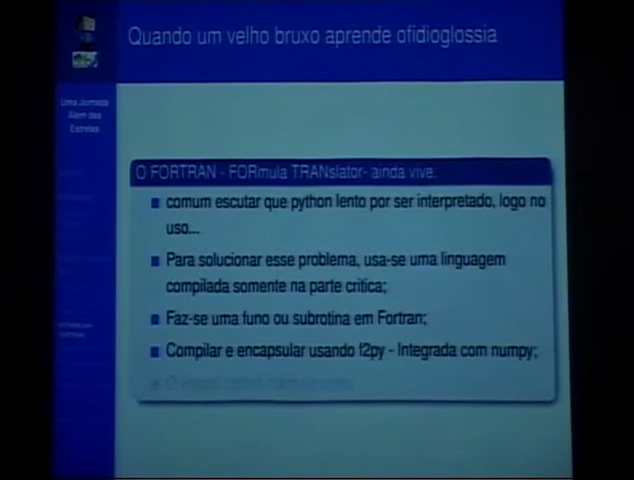 Quando um velho bruxo aprende ofidioglossia
Uma Jornada
Alem das
Estrelas
O FORTRAN - FORmula TRANslator- ainda vive.
comum escutar que python lento por ser interpretado, logo no
uso...
Para solucionar esse problema, usa-se uma linguagem
compilada somente na parte critica;
Faz-se uma funo ou subrotina em Fortran;
Compilar e encapsular usando f2py - Integrada com numpy;